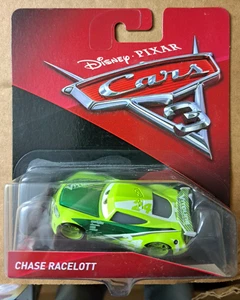 Disney · PIXAR
Cars
3
CHASE RACELOTT